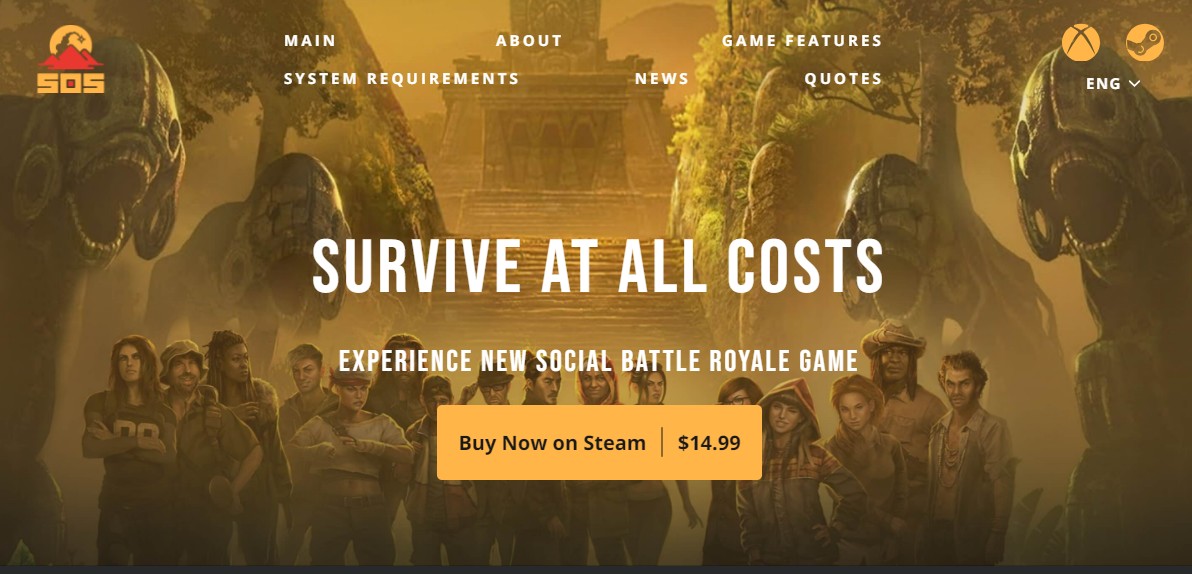 MAIN ABOUT GAME FEATURES
SOS
SYSTEM REQUIREMENTS NEWS QUOTES
ENG
SURVIVE AT ALL COSTS
EXPERIENCE NEW SOCIAL BATTLE ROYALE GAME
Buy Now on Steam $14.99